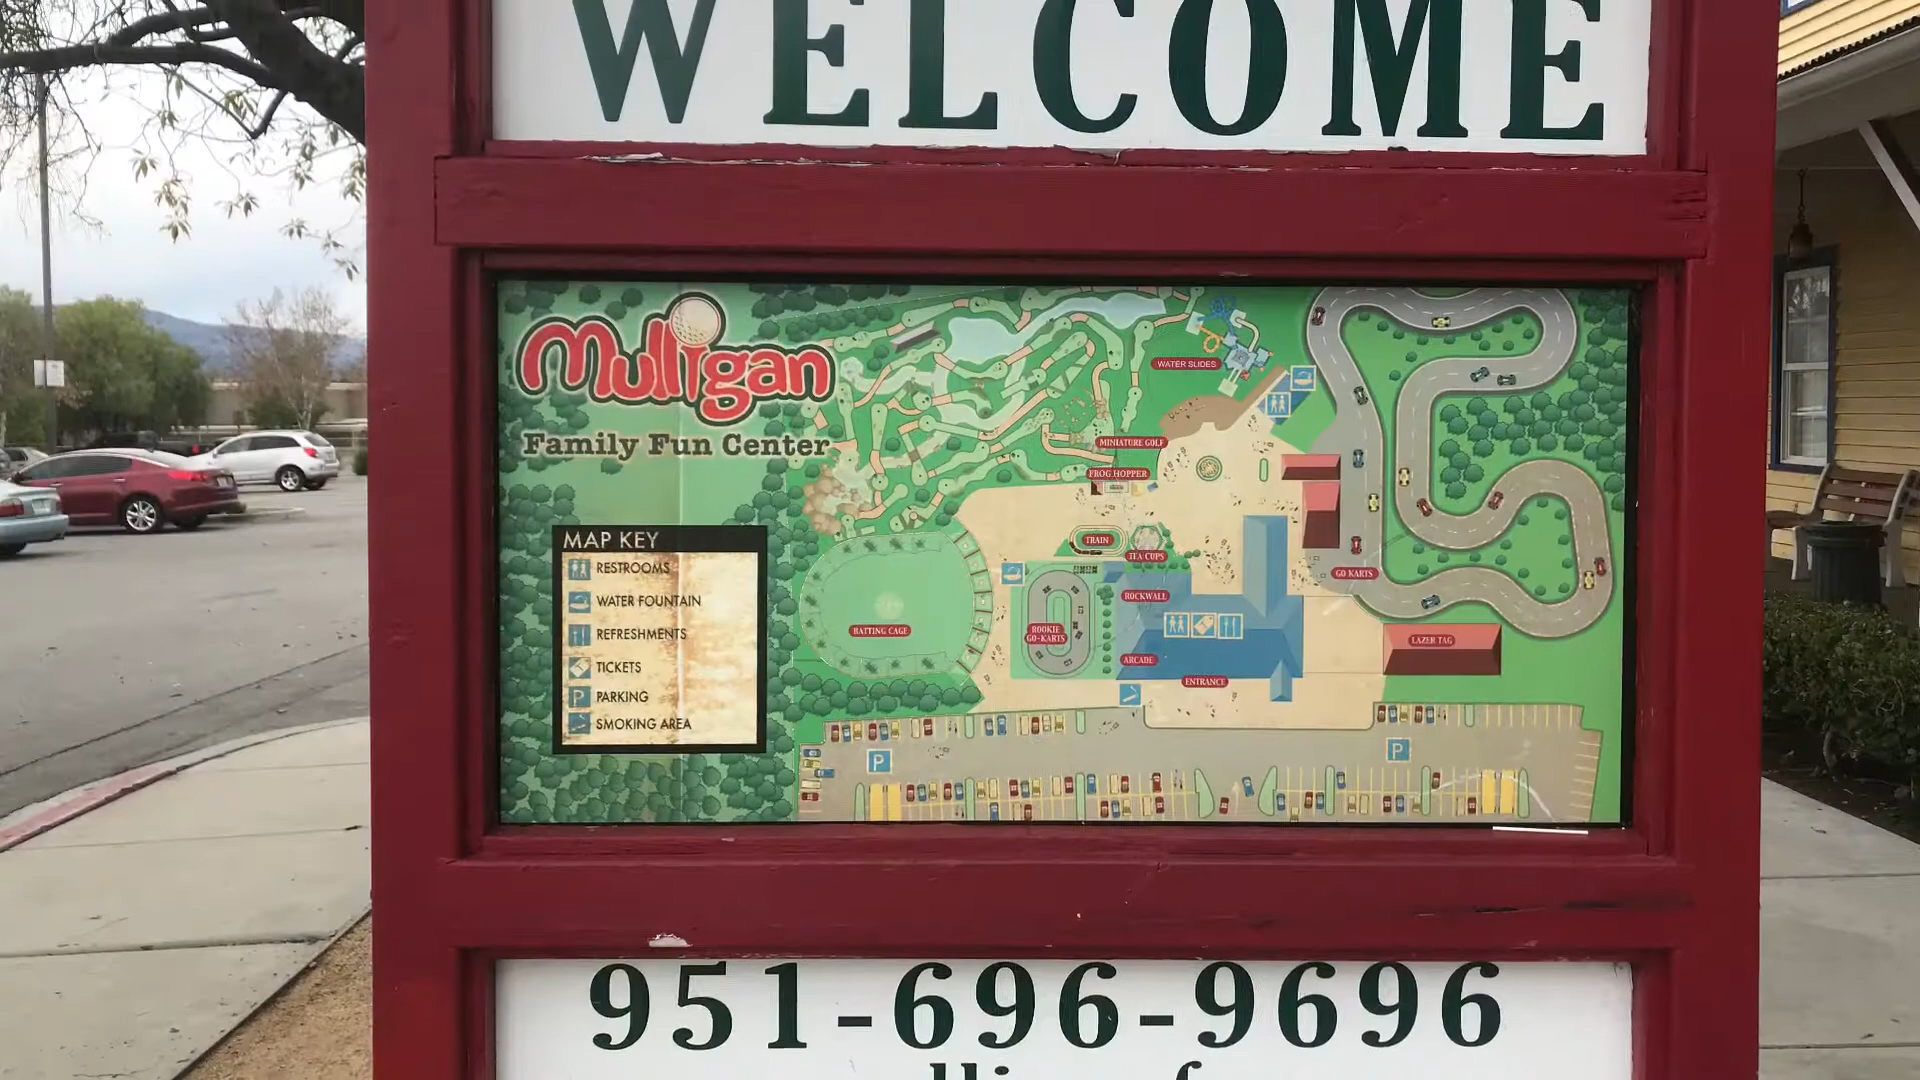 WELCOME
Mulligan
Family Fun Center
MAP KEY
RESTROOMS
WATER FOUNTAIN
REFRESHMENTS
TICKETS
P PARKING
SMOKING AREA
WATER SLIDES
MINIATURE GOLF
FROG HOPPER
TRAIN
TEA CUPS
GO KARTS
ROCKWALL
BATTING CAGE
ROOKIE
GO-KARTS
LAZER TAG
ARCADE
ENTRANCE
P
P
951-696-9696